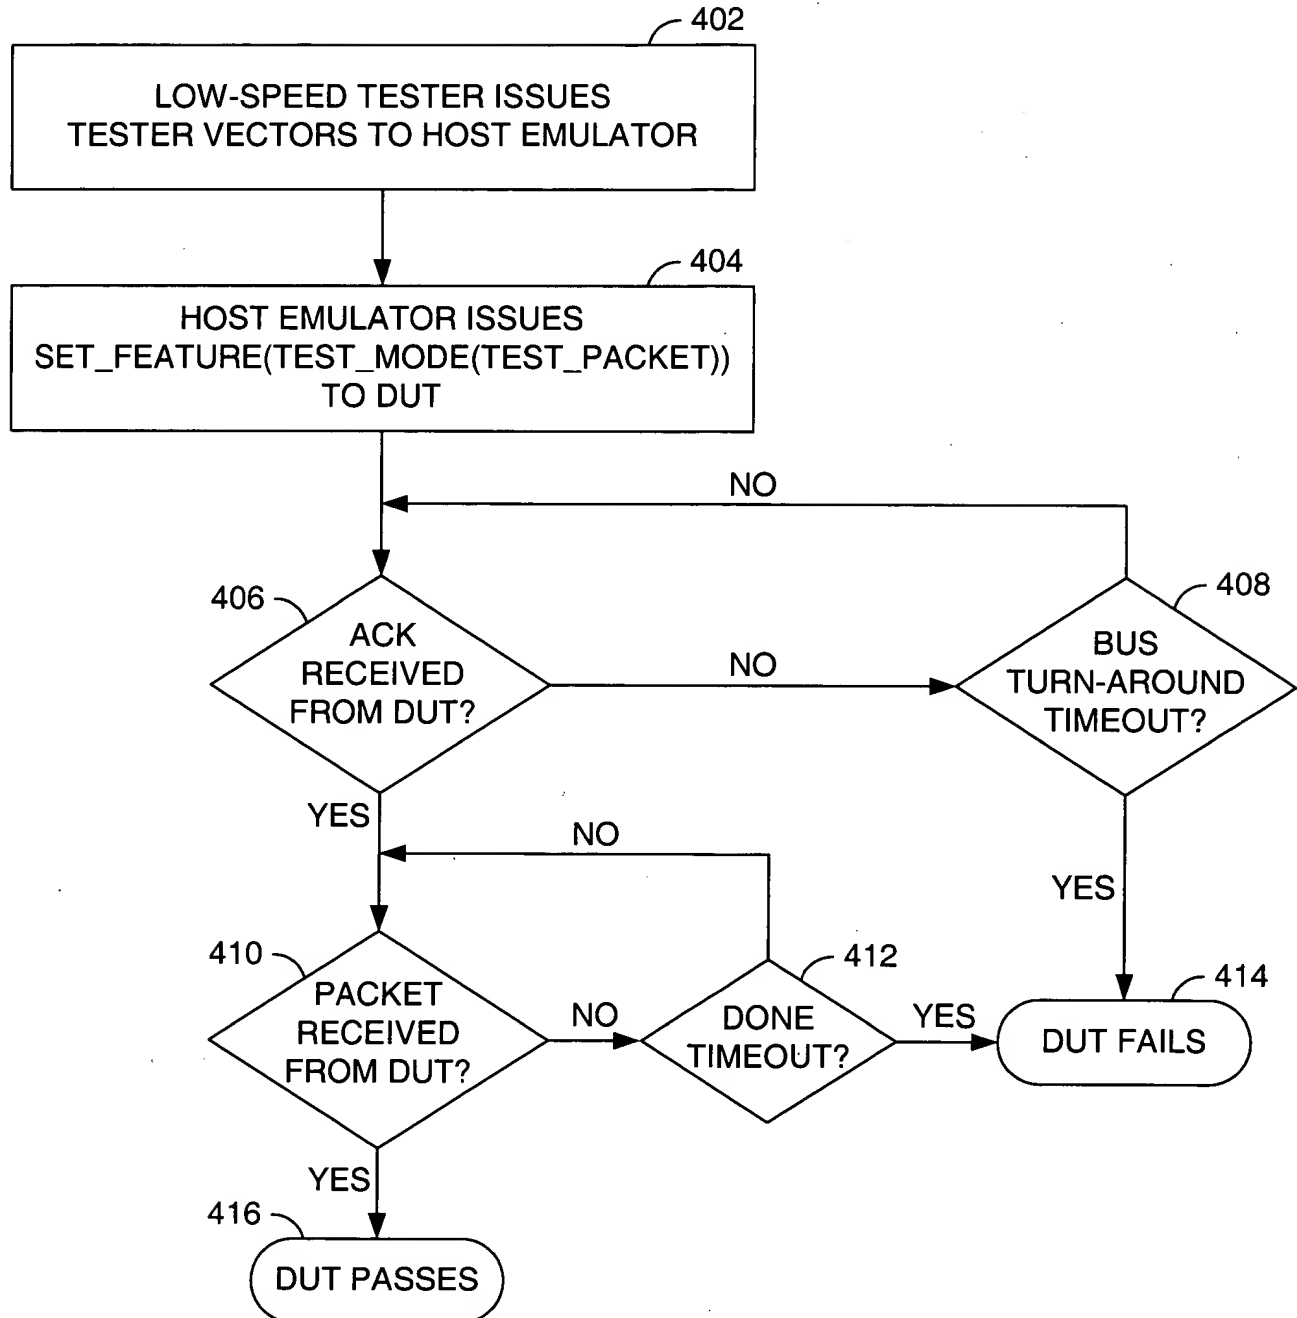 402
LOW-SPEED TESTER ISSUES
TESTER VECTORS TO HOST EMULATOR
404
HOST EMULATOR ISSUES
SET_FEATURE(TEST_MODE(TEST_PACKET))
TO DUT
NO
406
ACK
RECEIVED
FROM DUT?
NO
408
BUS
TURN-AROUND
TIMEOUT?
YES
NO
YES
410
PACKET
RECEIVED
FROM DUT?
NO
412
DONE
TIMEOUT?
YES
414
DUT FAILS
YES
416
DUT PASSES